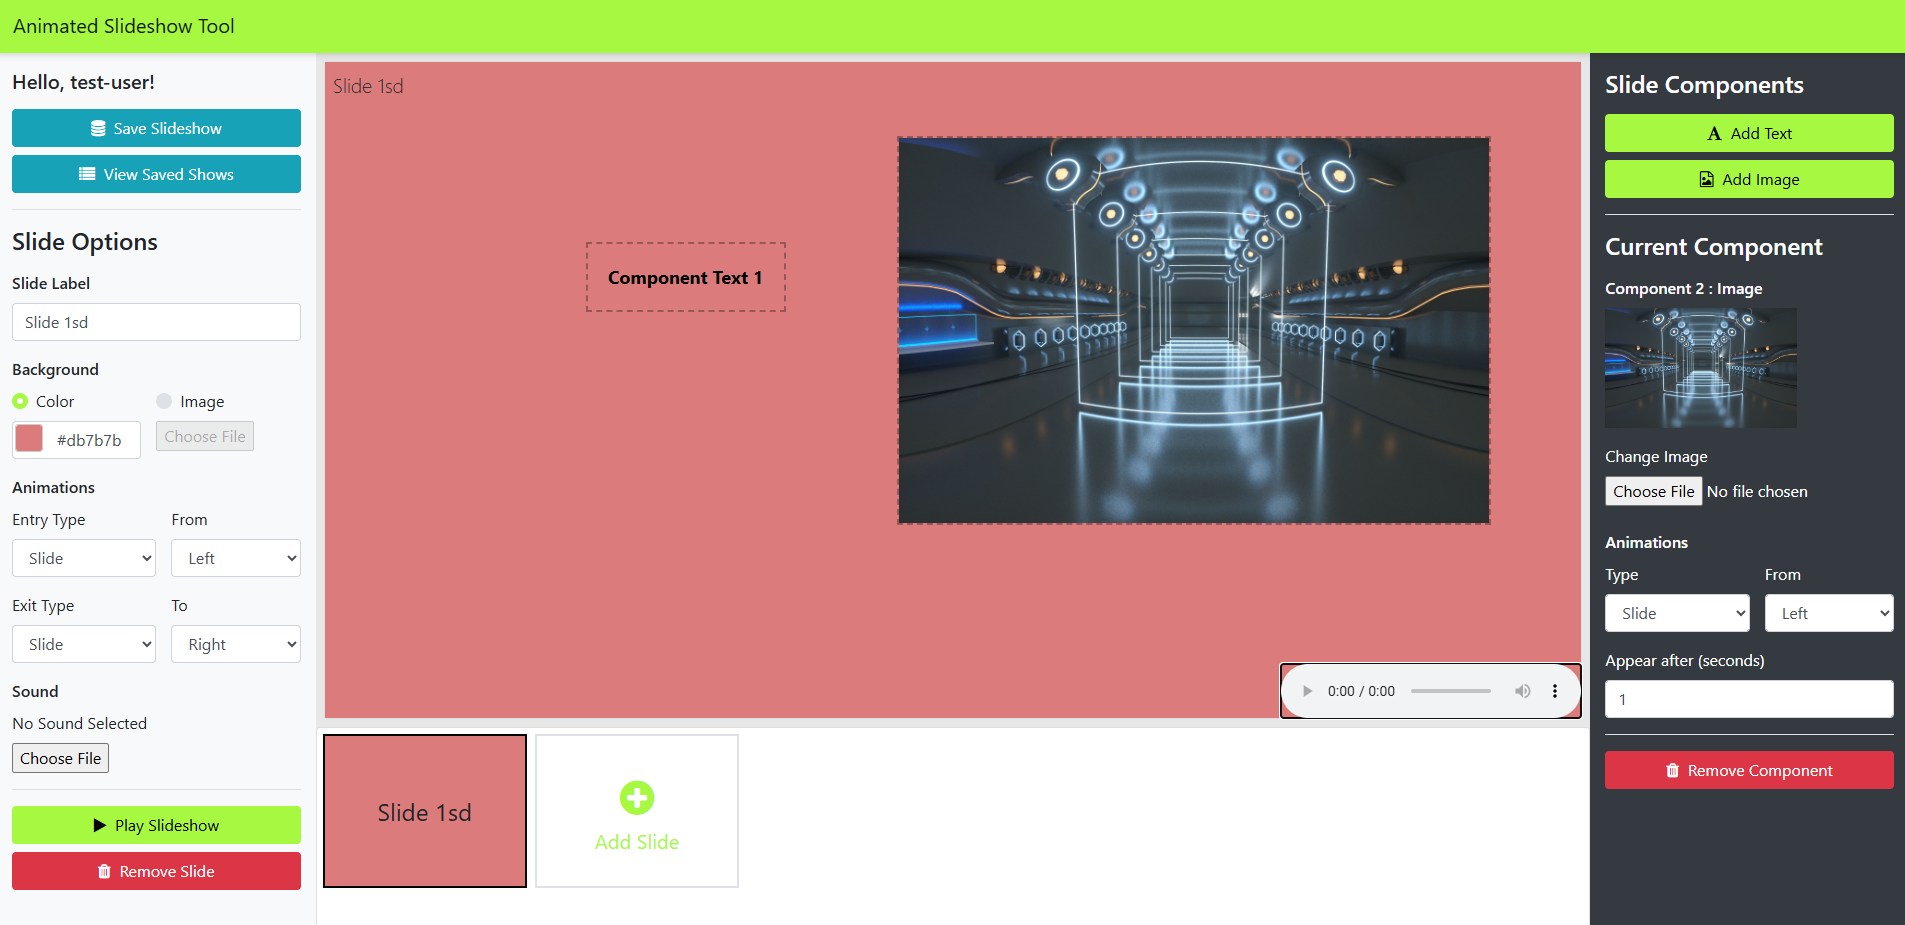 Animated Slideshow Tool
Hello, test-user!
Save Slideshow
View Saved Shows
Slide Options
Slide Label
Slide 1sd
Background
Color
Image
#db7b7b
Choose File
Animations
Entry Type
From
Slide
Left
Exit Type
To
Slide
Right
Sound
No Sound Selected
Choose File
Play Slideshow
Remove Slide
Slide 1sd
Component Text 1
0:00 / 0:00
Slide 1sd
Add Slide
Slide Components
A Add Text
Add Image
Current Component
Component 2 : Image
Change Image
Choose File No file chosen
Animations
Type
From
Slide
Left
Appear after (seconds)
1
Remove Component